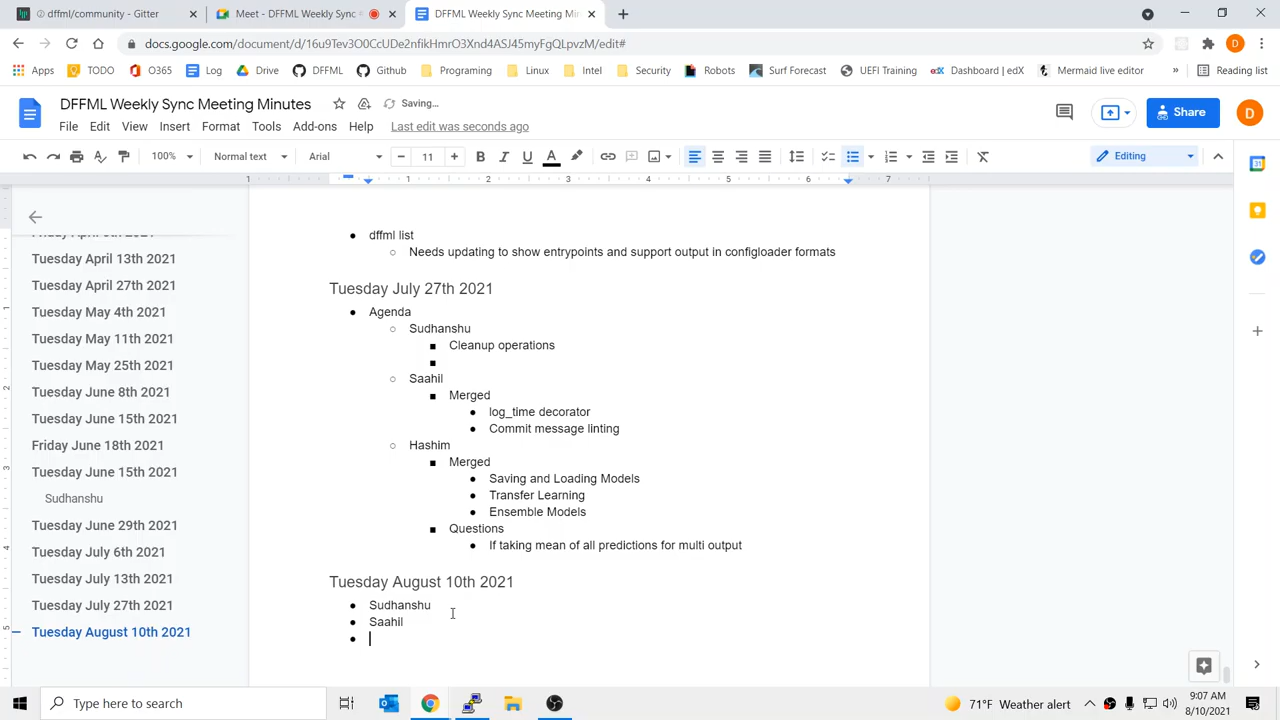 dffml/community - Gitter
Meet - DFFML Weekly Sync
DFFML Weekly Sync Meeting Min
docs.google.com/document/d/16u9Tev3O0CcUDe2nfikHmrO3Xnd4ASJ45myFgQLpvzM/edit#
Apps
TODO
O365
Log
Drive
DFFML
Github
Programing
Linux
Intel
Security
Robots
Surf Forecast
UEFI Training
Dashboard | edX
Mermaid live editor
»
Reading list
DFFML Weekly Sync Meeting Minutes
Saving…
File Edit View Insert Format Tools Add-ons Help Last edit was seconds ago
Share
D
100% Normal text Arial 11 Editing
1 1 2 3 4 5 6 7
Tuesday April 13th 2021
Tuesday April 27th 2021
Tuesday May 4th 2021
Tuesday May 11th 2021
Tuesday May 25th 2021
Tuesday June 8th 2021
Tuesday June 15th 2021
Friday June 18th 2021
Tuesday June 15th 2021
Sudhanshu
Tuesday June 29th 2021
Tuesday July 6th 2021
Tuesday July 13th 2021
Tuesday July 27th 2021
Tuesday August 10th 2021
dffml list
Needs updating to show entrypoints and support output in configloader formats
Tuesday July 27th 2021
Agenda
Sudhanshu
Cleanup operations
Saahil
Merged
log_time decorator
Commit message linting
Hashim
Merged
Saving and Loading Models
Transfer Learning
Ensemble Models
Questions
If taking mean of all predictions for multi output
Tuesday August 10th 2021
Sudhanshu
Saahil
Type here to search
71°F Weather alert
9:07 AM
8/10/2021